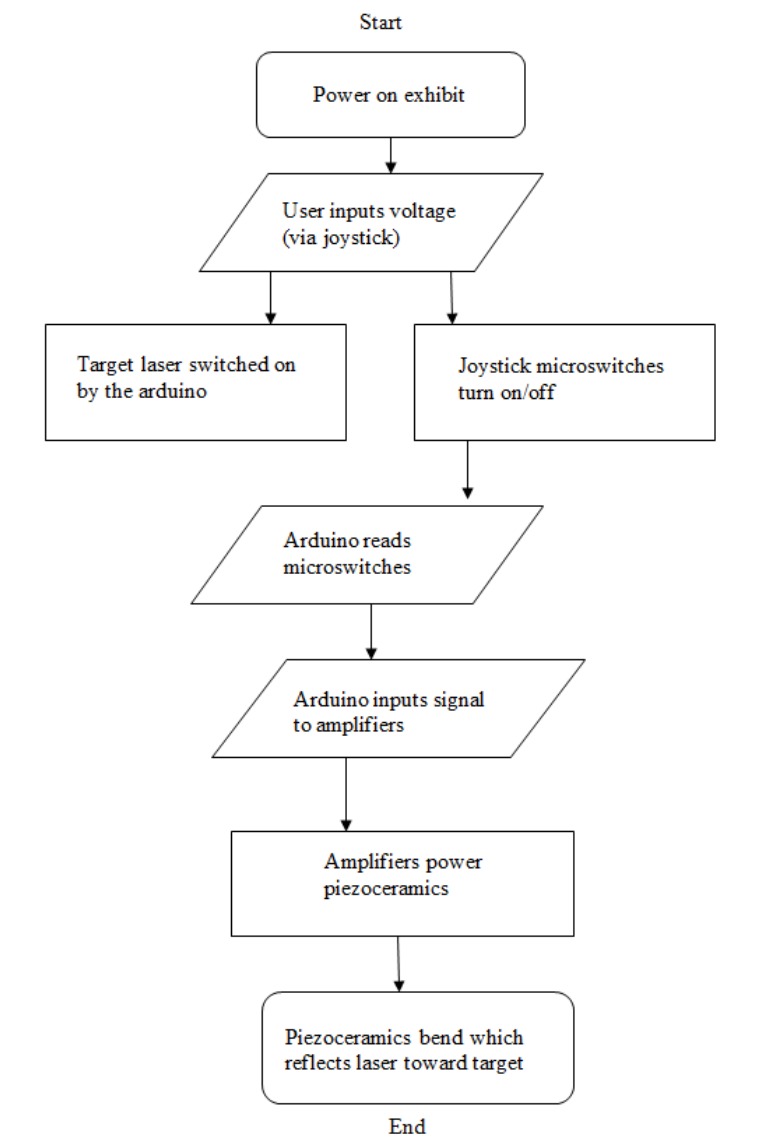 Start
Power on exhibit
User inputs voltage
(via joystick)
Target laser switched on
by the arduino
Joystick microswitches
turn on/off
Arduino reads
microswitches
Arduino inputs signal
to amplifiers
Amplifiers power
piezoceramics
Piezoceramics bend which
reflects laser toward target
End